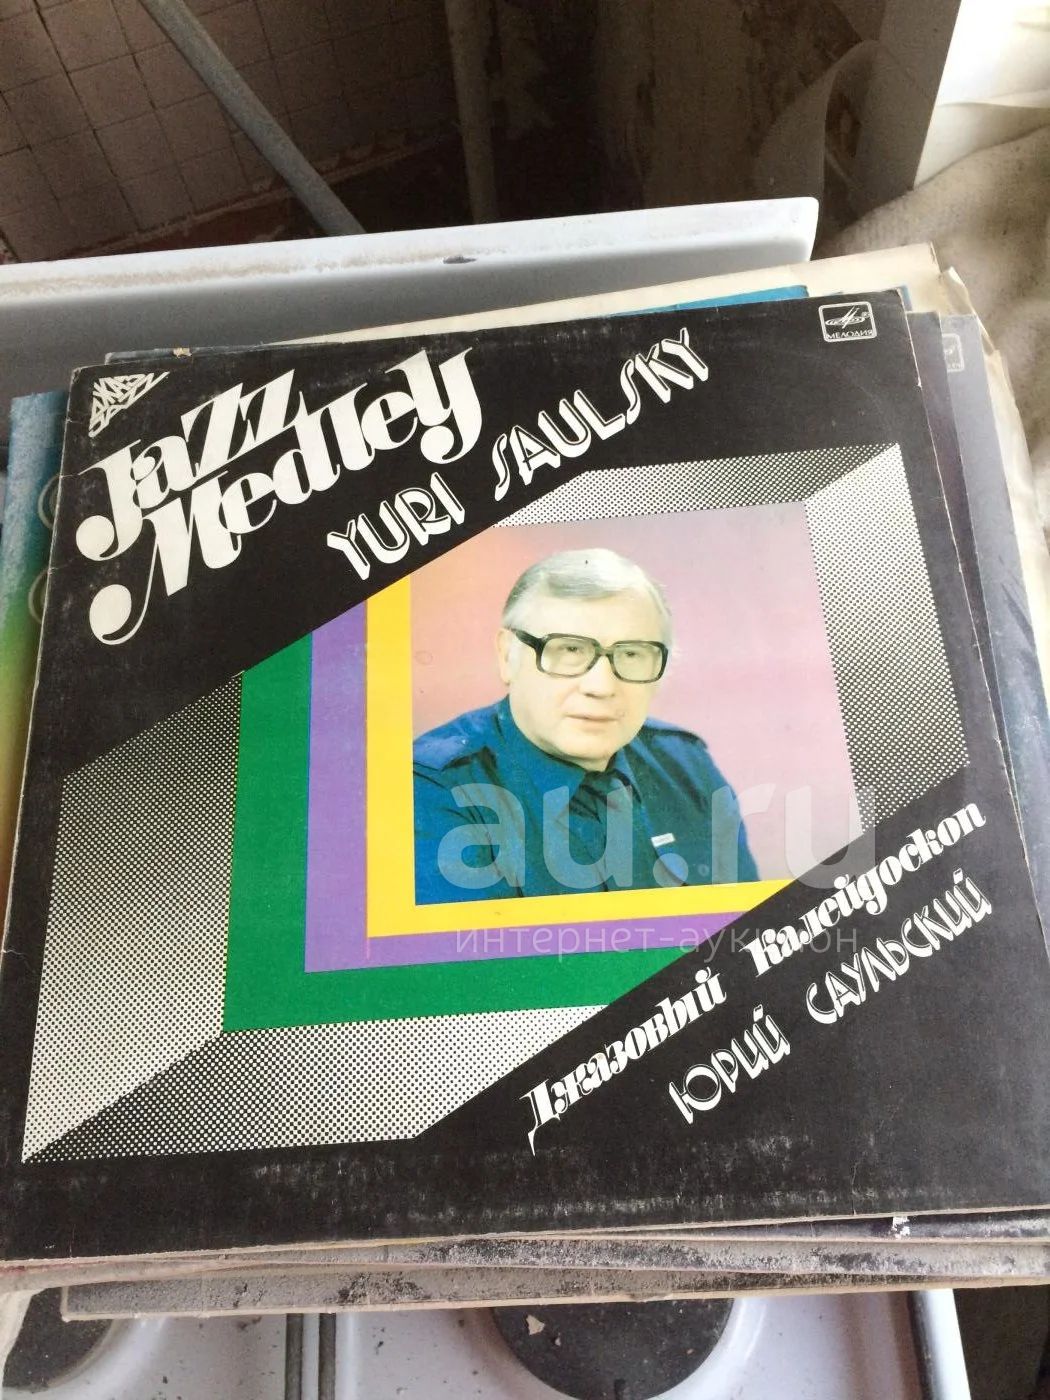 МЕЛОДИЯ
JAZZ
Medley
YURI SAULSKY
au.ru
интернет-аукцион
Джазовый Калейдоскоп
ЮРИЙ САУЛЬСКИЙ